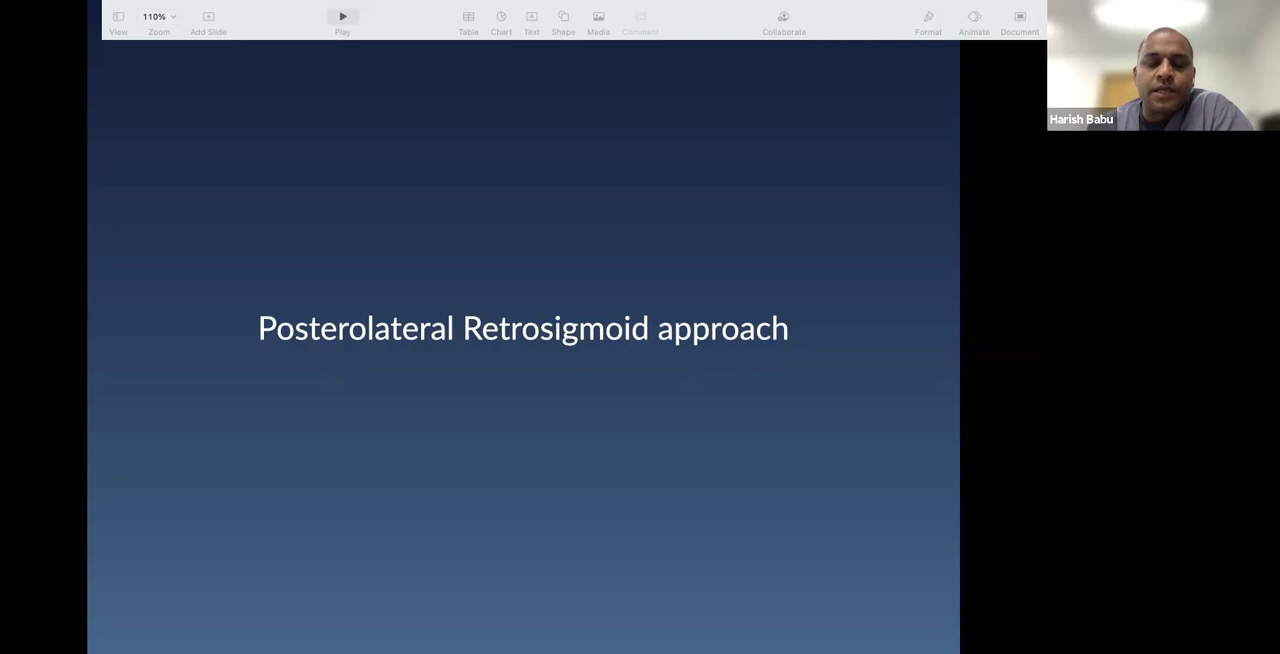 110%
View
Zoom
Add Slide
Play
Table
Chart
Text
Shape
Media
Comment
Collaborate
Format
Animate
Document
Harish Babu
Posterolateral Retrosigmoid approach